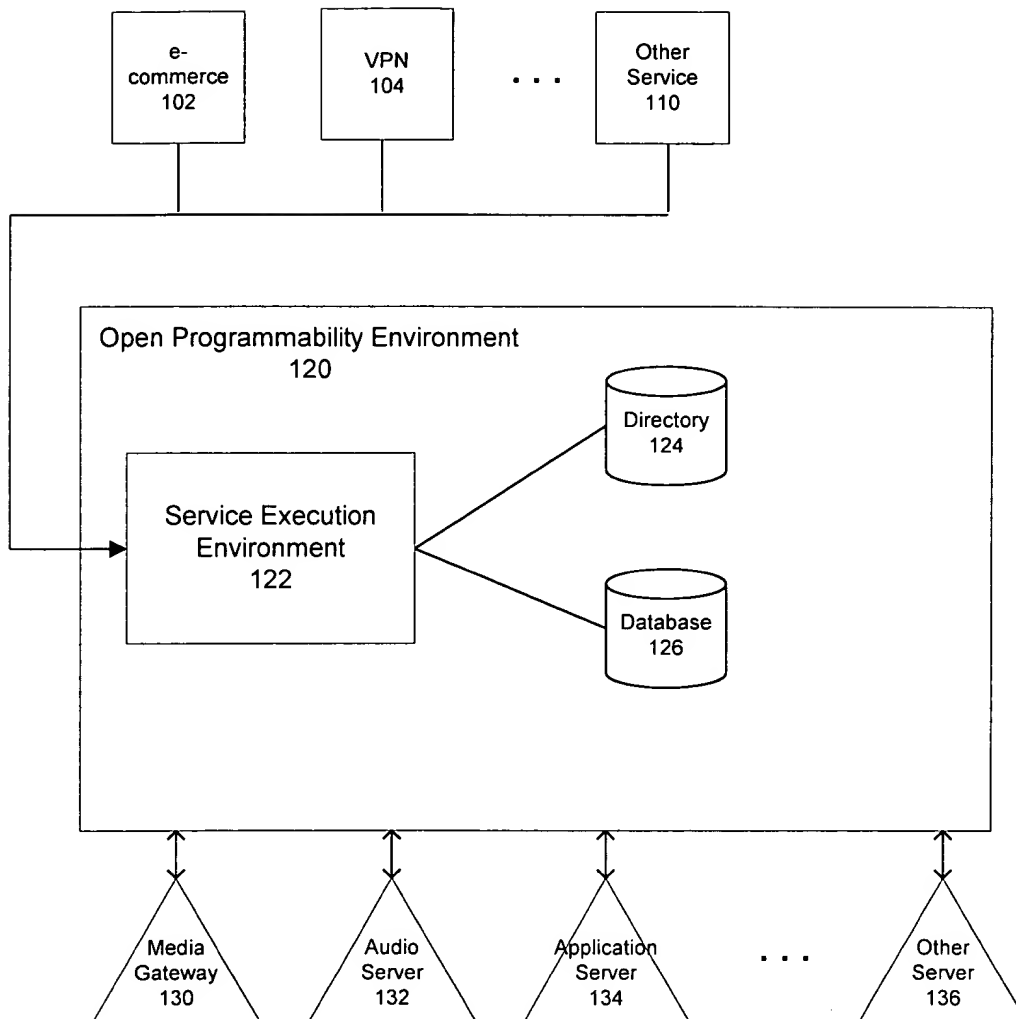 e-
commerce
102
VPN
104
. . .
Other
Service
110
Open Programmability Environment
120
Directory
124
Service Execution
Environment
122
Database
126
Media
Gateway
130
Audio
Server
132
Application
Server
134
. . .
Other
Server
136